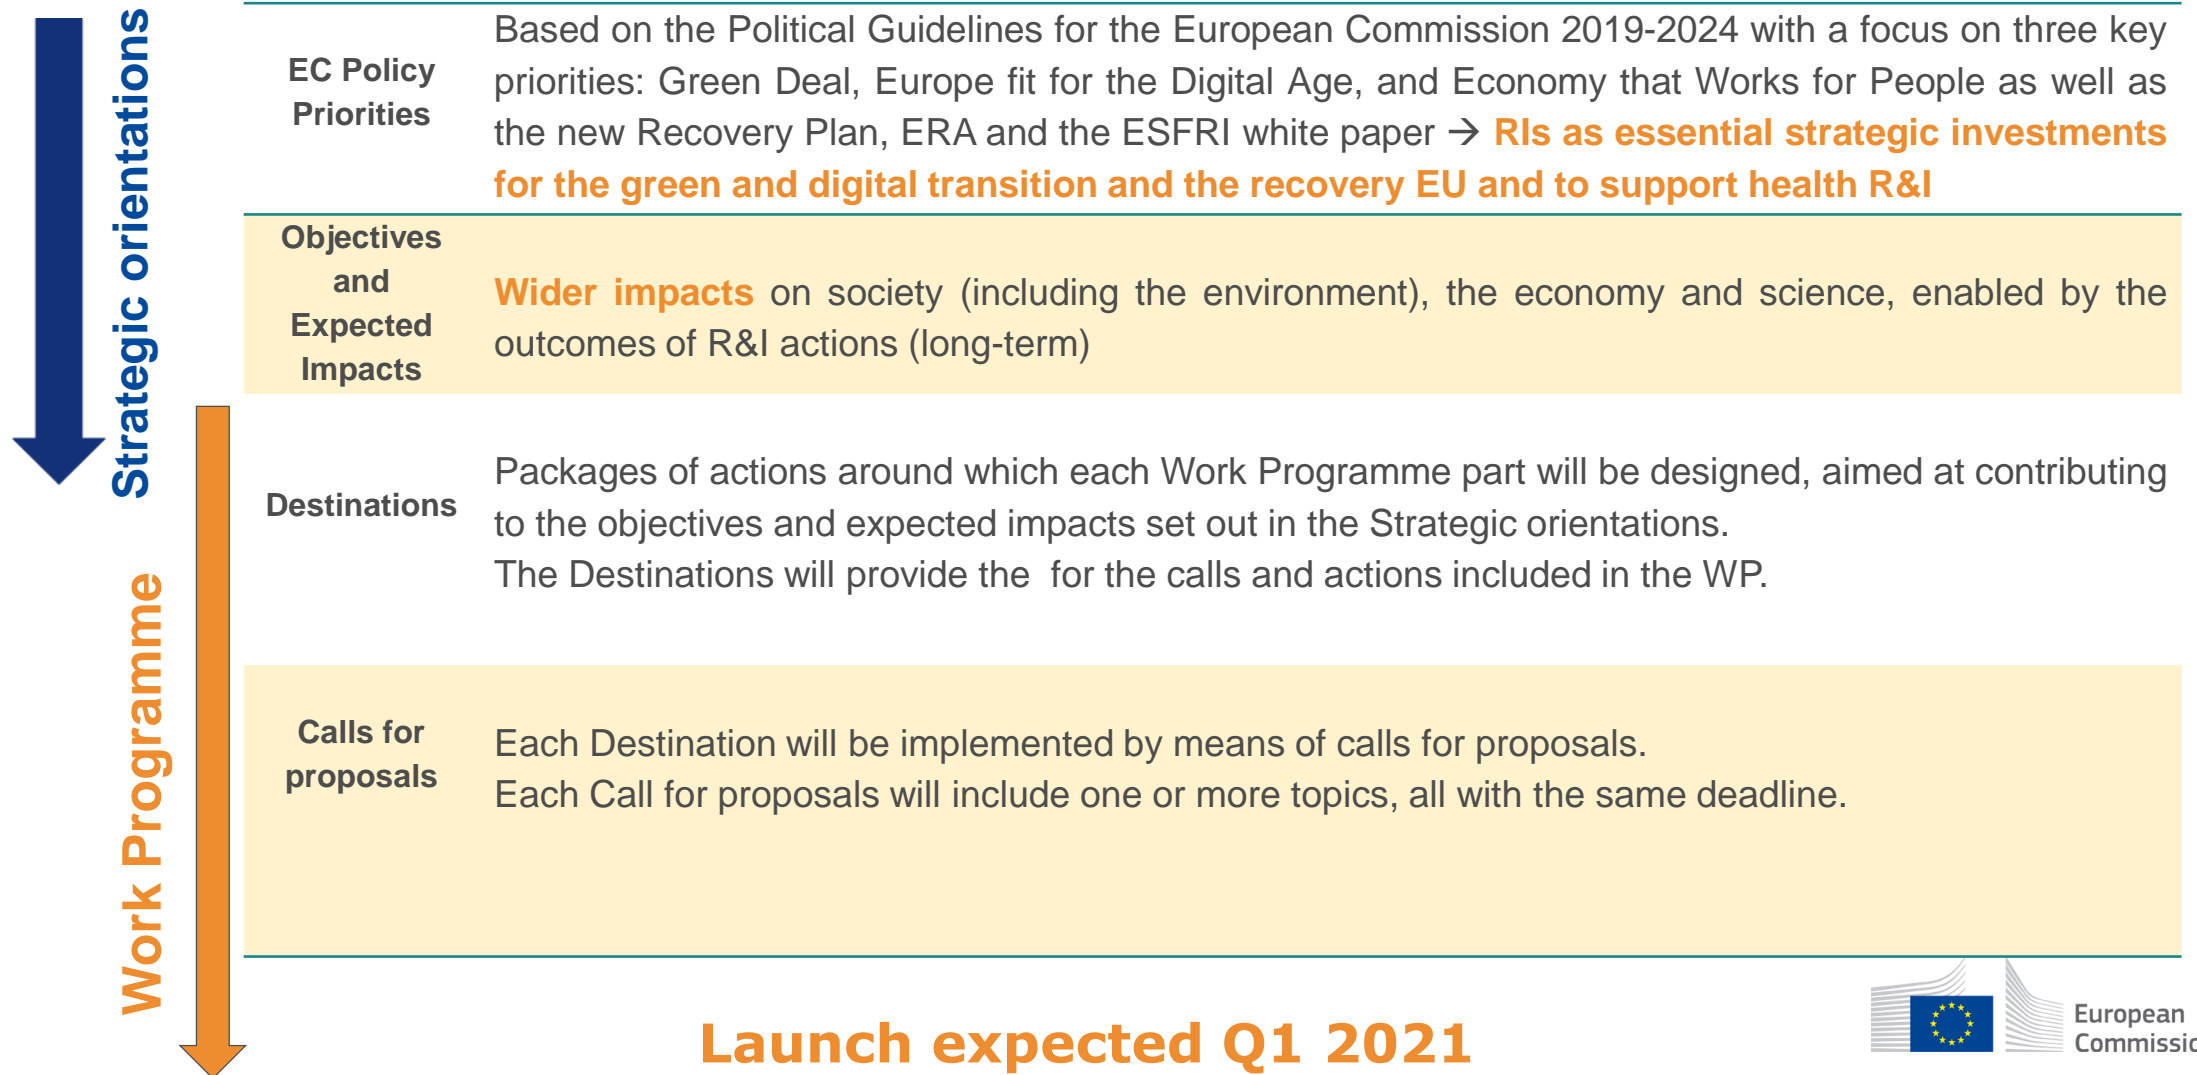 Strategic orientations
EC Policy
Priorities
Based on the Political Guidelines for the European Commission 2019-2024 with a focus on three key
priorities: Green Deal, Europe fit for the Digital Age, and Economy that Works for People as well as
the new Recovery Plan, ERA and the ESFRI white paper → RIs as essential strategic investments
for the green and digital transition and the recovery EU and to support health R&I
Objectives
and
Expected
Impacts
Wider impacts on society (including the environment), the economy and science, enabled by the
outcomes of R&I actions (long-term)
Work Programme
Destinations
Packages of actions around which each Work Programme part will be designed, aimed at contributing
to the objectives and expected impacts set out in the Strategic orientations.
The Destinations will provide the  for the calls and actions included in the WP.
Calls for
proposals
Each Destination will be implemented by means of calls for proposals.
Each Call for proposals will include one or more topics, all with the same deadline.
Launch expected Q1 2021
European
Commissio